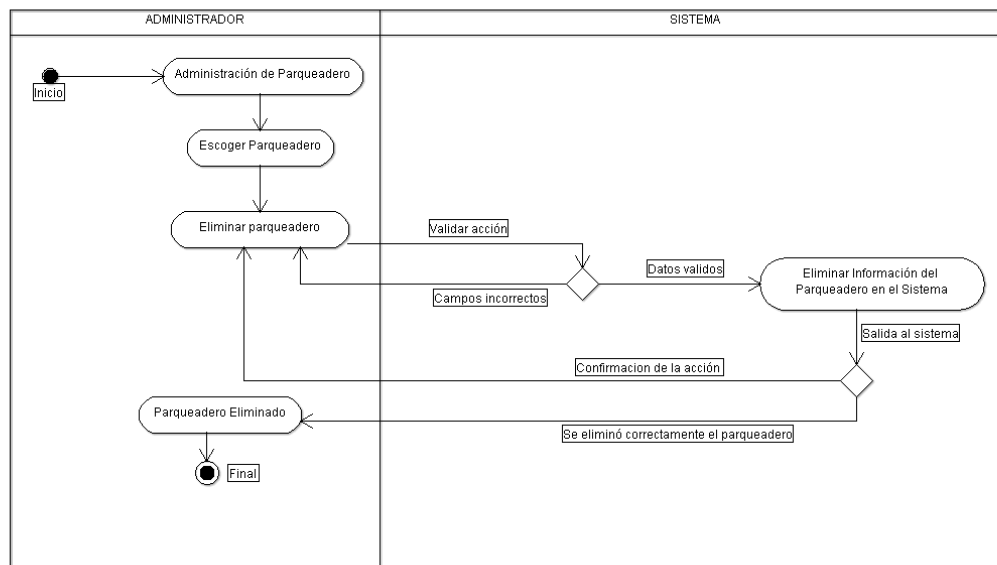 ADMINISTRADOR
SISTEMA
Administración de Parqueadero
Inicio
Escoger Parqueadero
Eliminar parqueadero
Validar acción
Datos validos
Campos incorrectos
Eliminar Información del
Parqueadero en el Sistema
Salida al sistema
Confirmacion de la acción
Parqueadero Eliminado
Se eliminó correctamente el parqueadero
Final